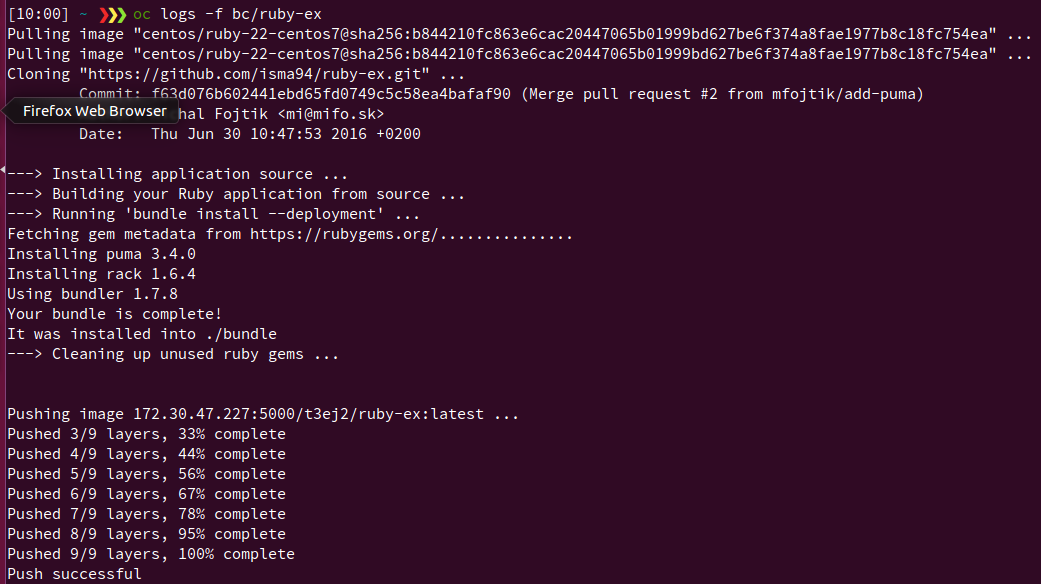 [10:00] ~ ❯❯❯ oc logs -f bc/ruby-ex
Pulling image "centos/ruby-22-centos7@sha256:b844210fc863e6cac20447065b01999bd627be6f374a8fae1977b8c18fc754ea" ...
Pulling image "centos/ruby-22-centos7@sha256:b844210fc863e6cac20447065b01999bd627be6f374a8fae1977b8c18fc754ea" ...
Cloning "https://github.com/isma94/ruby-ex.git" ...
Commit: f63d076b602441ebd65fd0749c5c58ea4bafaf90 (Merge pull request #2 from mfojtik/add-puma)
Firefox Web Browser
hal Fojtik <mi@mifo.sk>
Date: Thu Jun 30 10:47:53 2016 +0200
---> Installing application source ...
---> Building your Ruby application from source ...
---> Running 'bundle install --deployment' ...
Fetching gem metadata from https://rubygems.org/...............
Installing puma 3.4.0
Installing rack 1.6.4
Using bundler 1.7.8
Your bundle is complete!
It was installed into ./bundle
---> Cleaning up unused ruby gems ...
Pushing image 172.30.47.227:5000/t3ej2/ruby-ex:latest ...
Pushed 3/9 layers, 33% complete
Pushed 4/9 layers, 44% complete
Pushed 5/9 layers, 56% complete
Pushed 6/9 layers, 67% complete
Pushed 7/9 layers, 78% complete
Pushed 8/9 layers, 95% complete
Pushed 9/9 layers, 100% complete
Push successful